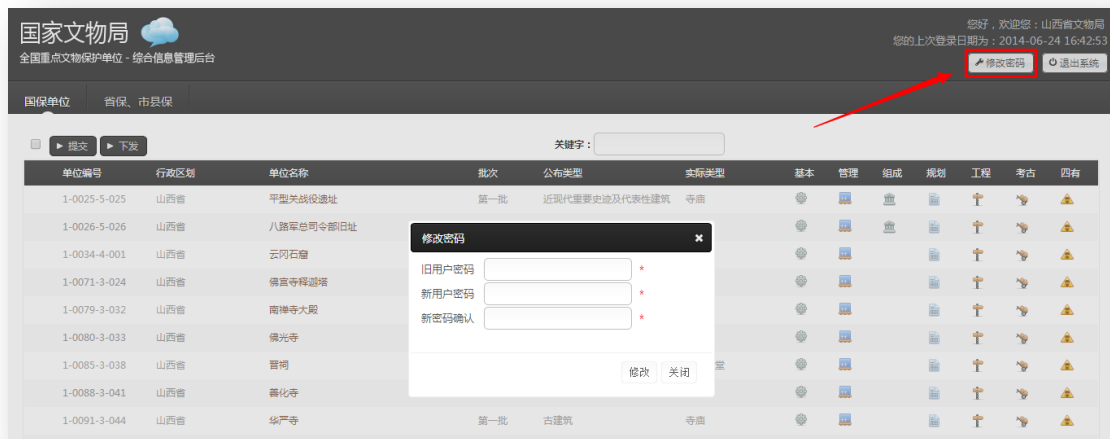 国家文物局
全国重点文物保护单位 - 综合信息管理后台
您好，欢迎您：山西省文物局
您的上次登录日期为：2014-06-24 16:42:53
修改密码 退出系统
国保单位 省保、市县保
提交 下发 关键字：
单位编号 行政区划 单位名称 批次 公布类型 实际类型 基本 管理 组成 规划 工程 考古 四有
1-0025-5-025 山西省 平型关战役遗址 第一批 近现代重要史迹及代表性建筑 寺庙
1-0026-5-026 山西省 八路军总司令部旧址
1-0034-4-001 山西省 云冈石窟
1-0071-3-024 山西省 佛宫寺释迦塔
1-0079-3-032 山西省 南禅寺大殿
1-0080-3-033 山西省 佛光寺
1-0085-3-038 山西省 晋祠 堂
1-0088-3-041 山西省 善化寺
1-0091-3-044 山西省 华严寺 第一批 古建筑 寺庙
修改密码
旧用户密码 *
新用户密码 *
新密码确认 *
修改 关闭